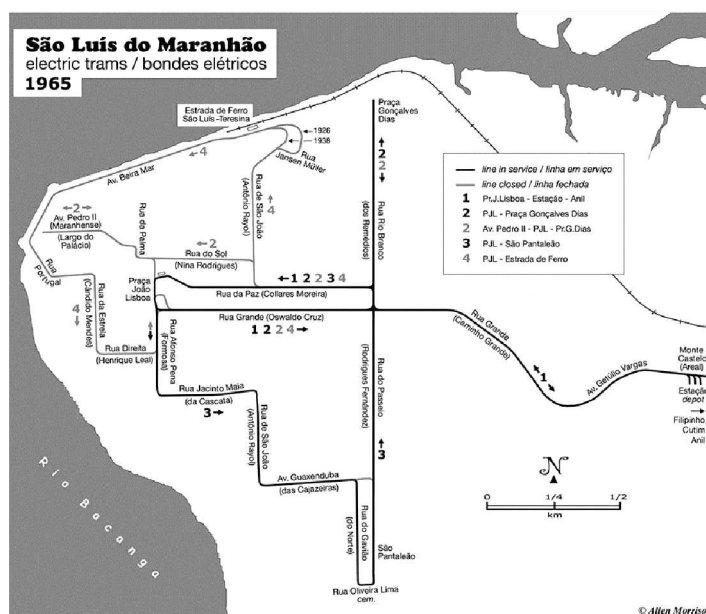 São Luís do Maranhão
electric trams / bondes elétricos
1965
Estrada de Ferro
São Luís-Teresina
1926
1938
Rua
Jansen Müller
Praça
Gonçalves
Dias
4
Av. Beira Mar
2
Av. Pedro II
(Maranhense)
(Largo do
Palácio)
Rua da Palma
2
Rua do Sol
(Nina Rodrigues)
Rua de São João
(Antônio Rayol)
4
2
2
Rua Rio Branco
(dos Remédios)
line in service / linha em serviço
line closed / linha fechada
1 Pr.J.Lisboa - Estação - Anil
2 PJL - Praça Gonçalves Dias
2 Av. Pedro II - PJL - Pr.G.Dias
3 PJL - São Pantaleão
4 PJL - Estrada de Ferro
Rua
Portugal
4
Rua da Estrela
(Cândido Mendes)
Praça
João
Lisboa
1 2 2 3 4
Rua da Paz (Collares Moreira)
Rua Grande (Oswaldo Cruz)
1 2 2 4
Rua Direita
(Henrique Leal)
Rua Afonso Pena
(Formosa)
Rua Grande
(Caminho Grande)
1
Av. Getúlio Vargas
Monte
Castelo
(Areal)
Estação
depot
Filipinho
Cutim
Anil
Rua Jacinto Maia
(da Cascata)
3
Rua de São João
(Antônio Rayol)
Rua do Passeio
(Rodrigues Fernández)
3
Av. Guaxenduba
(das Cajazeiras)
Rua do Gavião
(do Norte)
São
Pantaleão
Rua Oliveira Lima
cem.
Rio Bacanga
N
0 1/4 1/2
km
© Allen Morrison